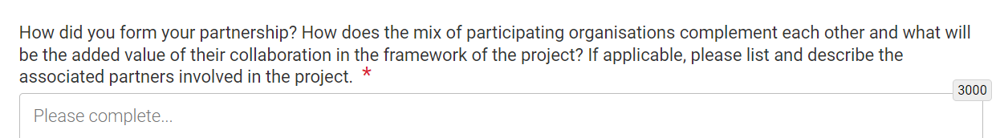 How did you form your partnership? How does the mix of participating organisations complement each other and what will
be the added value of their collaboration in the framework of the project? If applicable, please list and describe the
associated partners involved in the project. *
3000
Please complete...